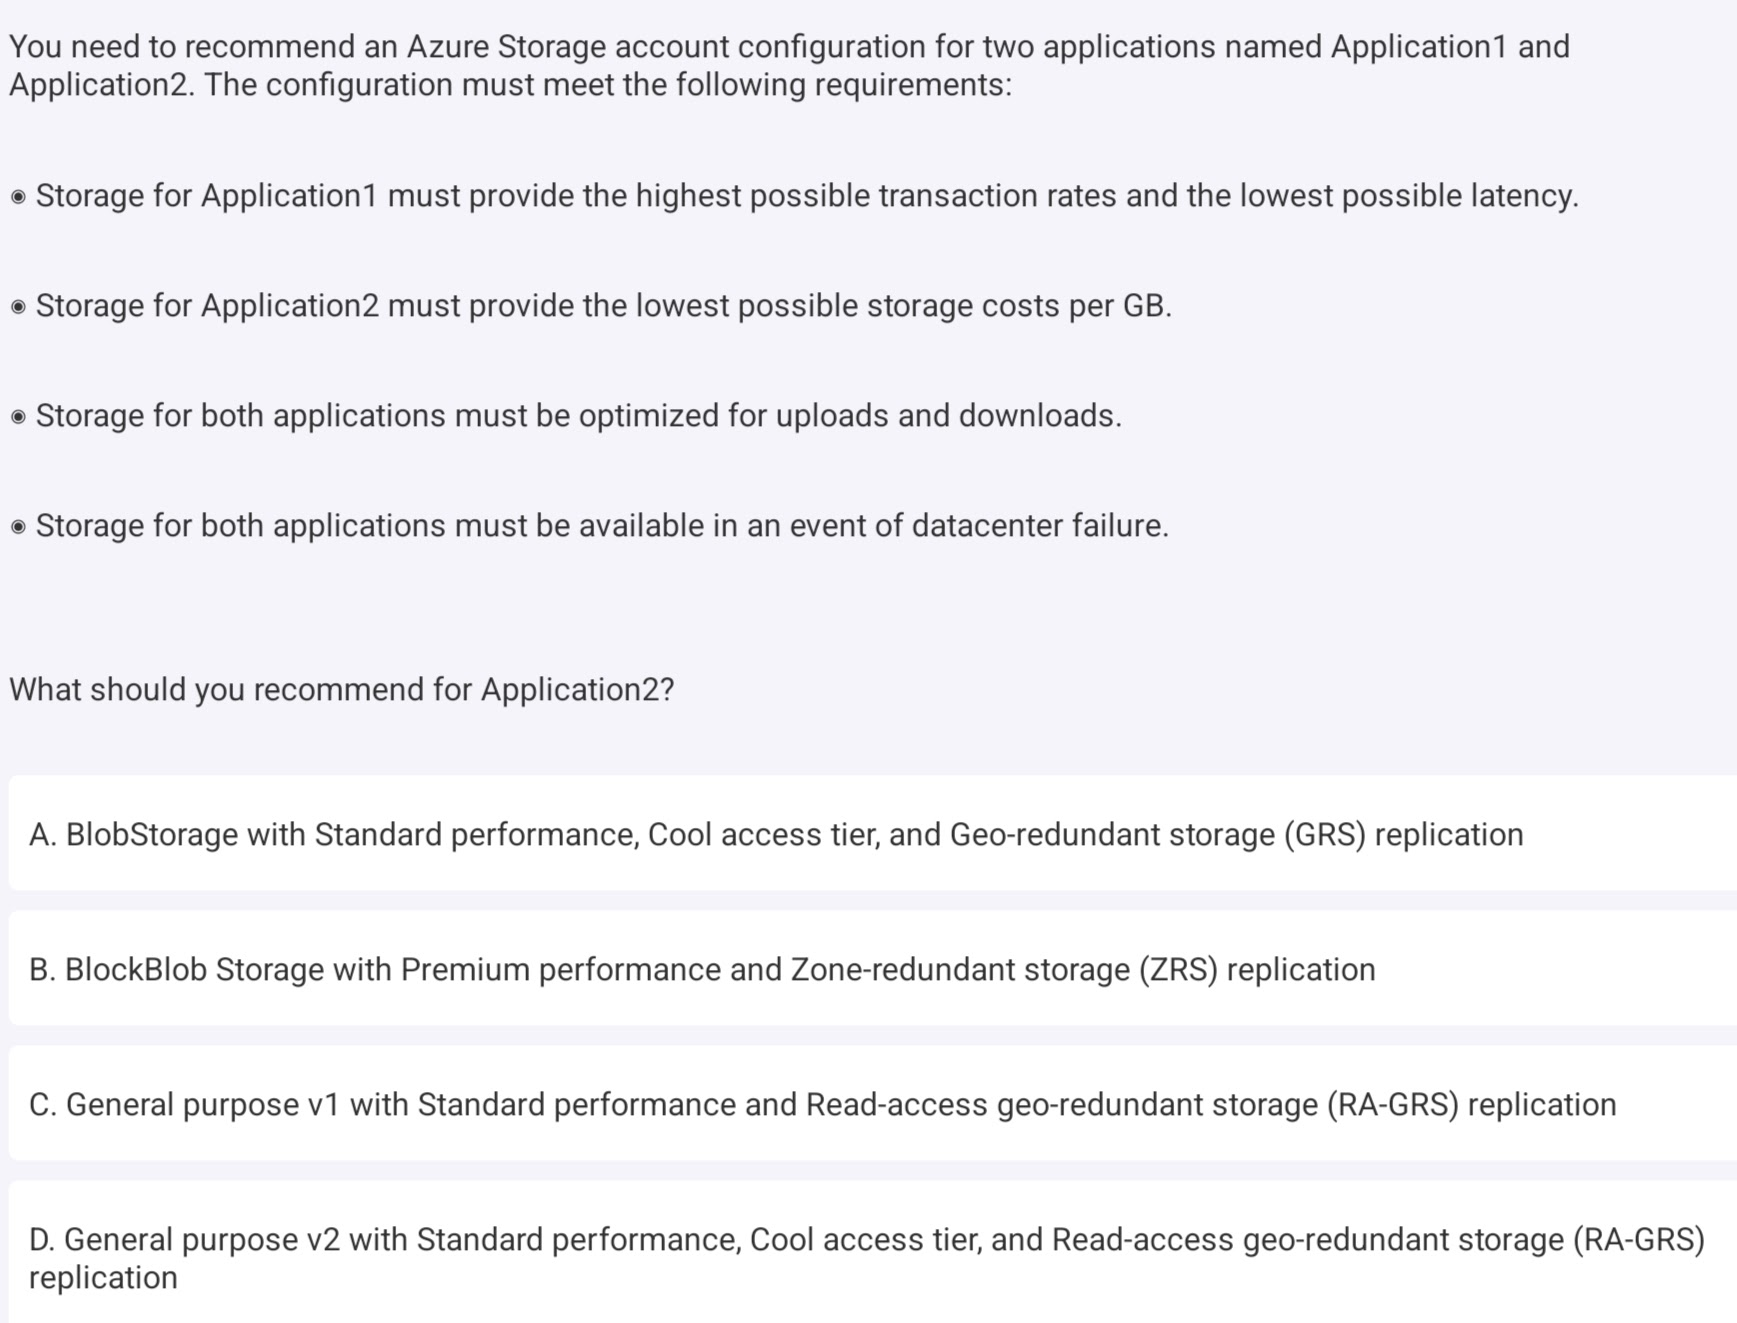 You need to recommend an Azure Storage account configuration for two applications named Application1 and
Application2. The configuration must meet the following requirements:
◉ Storage for Application1 must provide the highest possible transaction rates and the lowest possible latency.
◉ Storage for Application2 must provide the lowest possible storage costs per GB.
◉ Storage for both applications must be optimized for uploads and downloads.
◉ Storage for both applications must be available in an event of datacenter failure.
What should you recommend for Application2?
A. BlobStorage with Standard performance, Cool access tier, and Geo-redundant storage (GRS) replication
B. BlockBlob Storage with Premium performance and Zone-redundant storage (ZRS) replication
C. General purpose v1 with Standard performance and Read-access geo-redundant storage (RA-GRS) replication
D. General purpose v2 with Standard performance, Cool access tier, and Read-access geo-redundant storage (RA-GRS)
replication